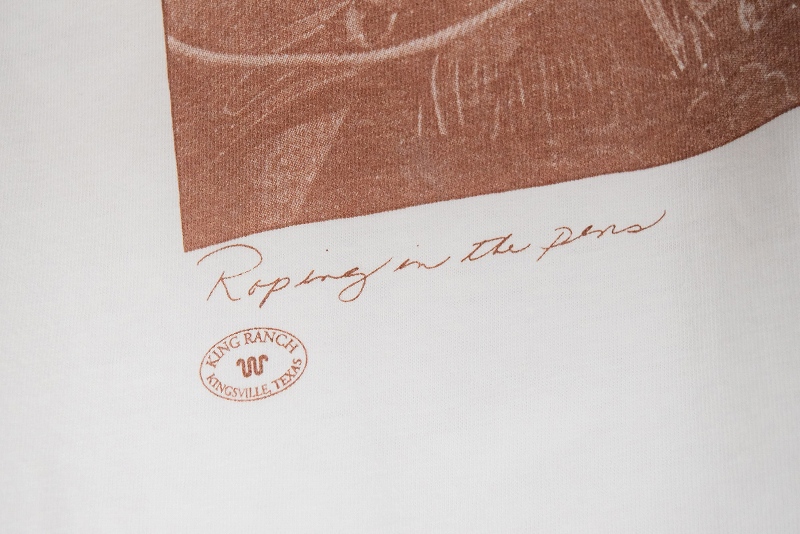 Roping in the pens
KING RANCH
KINGSVILLE, TEXAS